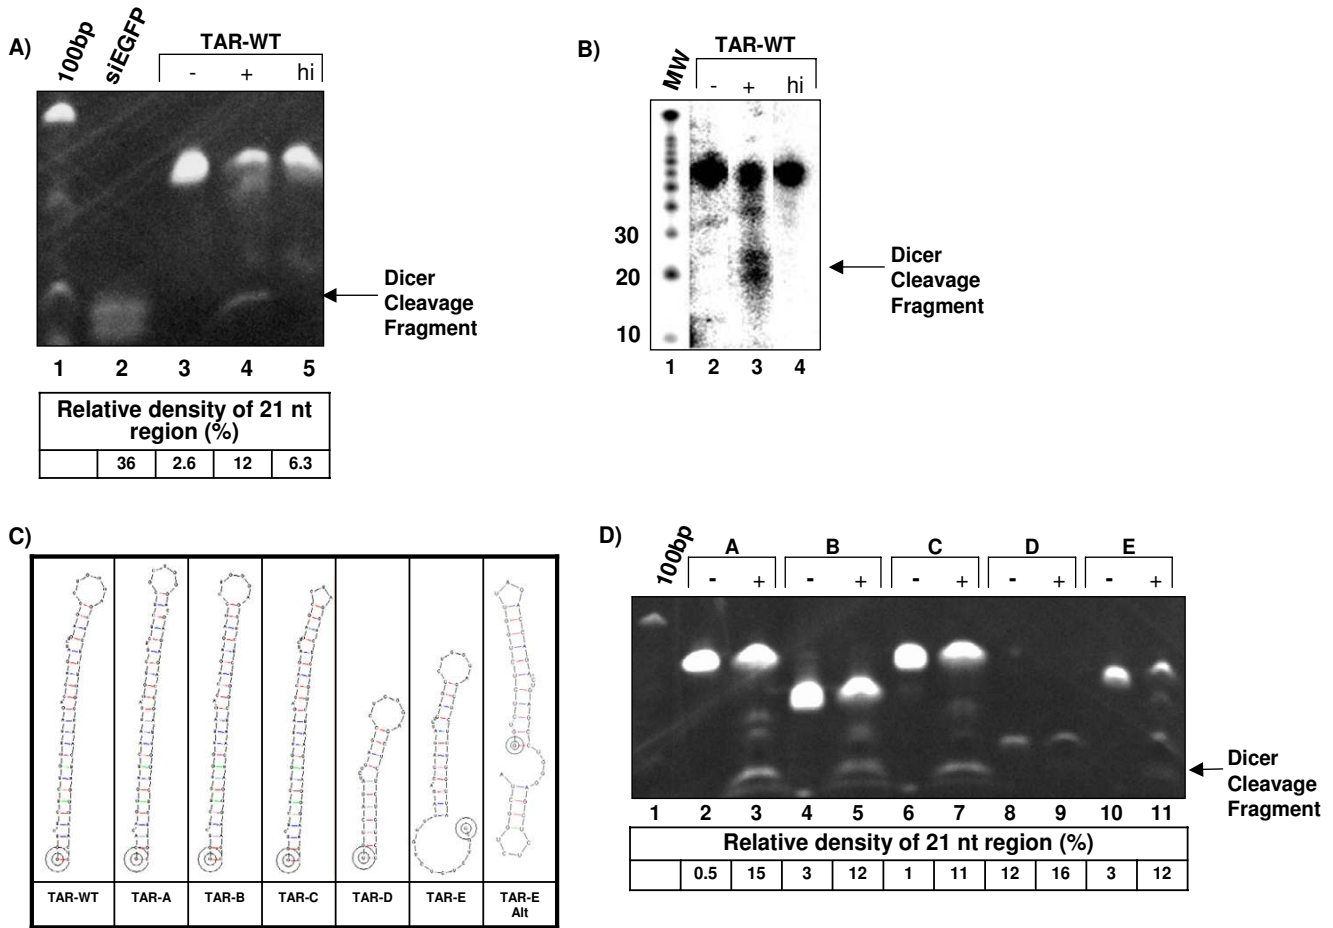 A)
100bp
siEGFP
TAR-WT
- + hi
Dicer
Cleavage
Fragment
1 2 3 4 5
Relative density of 21 nt
region (%)
36 2.6 12 6.3
B)
MW
TAR-WT
- + hi
30
20
10
Dicer
Cleavage
Fragment
1 2 3 4
C)
TAR-WT TAR-A TAR-B TAR-C TAR-D TAR-E TAR-E
Alt
D)
100bp
A B C D E
- + - + - + - + - +
Dicer
Cleavage
Fragment
1 2 3 4 5 6 7 8 9 10 11
Relative density of 21 nt region (%)
0.5 15 3 12 1 11 12 16 3 12